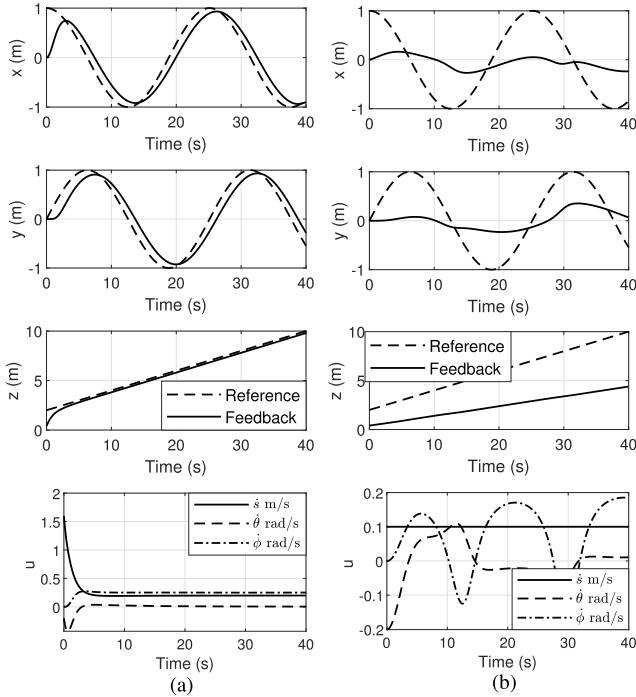 1
0
-1
x (m)
0
10
20
30
40
Time (s)
1
0
-1
y (m)
0
10
20
30
40
Time (s)
10
5
0
z (m)
Reference
Feedback
0
10
20
30
40
Time (s)
2
1.5
1
0.5
0
u
ṡ m/s
θ̇ rad/s
ϕ̇ rad/s
0
10
20
30
40
Time (s)
(a)
1
0
-1
x (m)
0
10
20
30
40
Time (s)
1
0
-1
y (m)
0
10
20
30
40
Time (s)
10
5
0
z (m)
Reference
Feedback
0
10
20
30
40
Time (s)
0.2
0.1
0
-0.1
-0.2
u
ṡ m/s
θ̇ rad/s
ϕ̇ rad/s
0
10
20
30
40
Time (s)
(b)